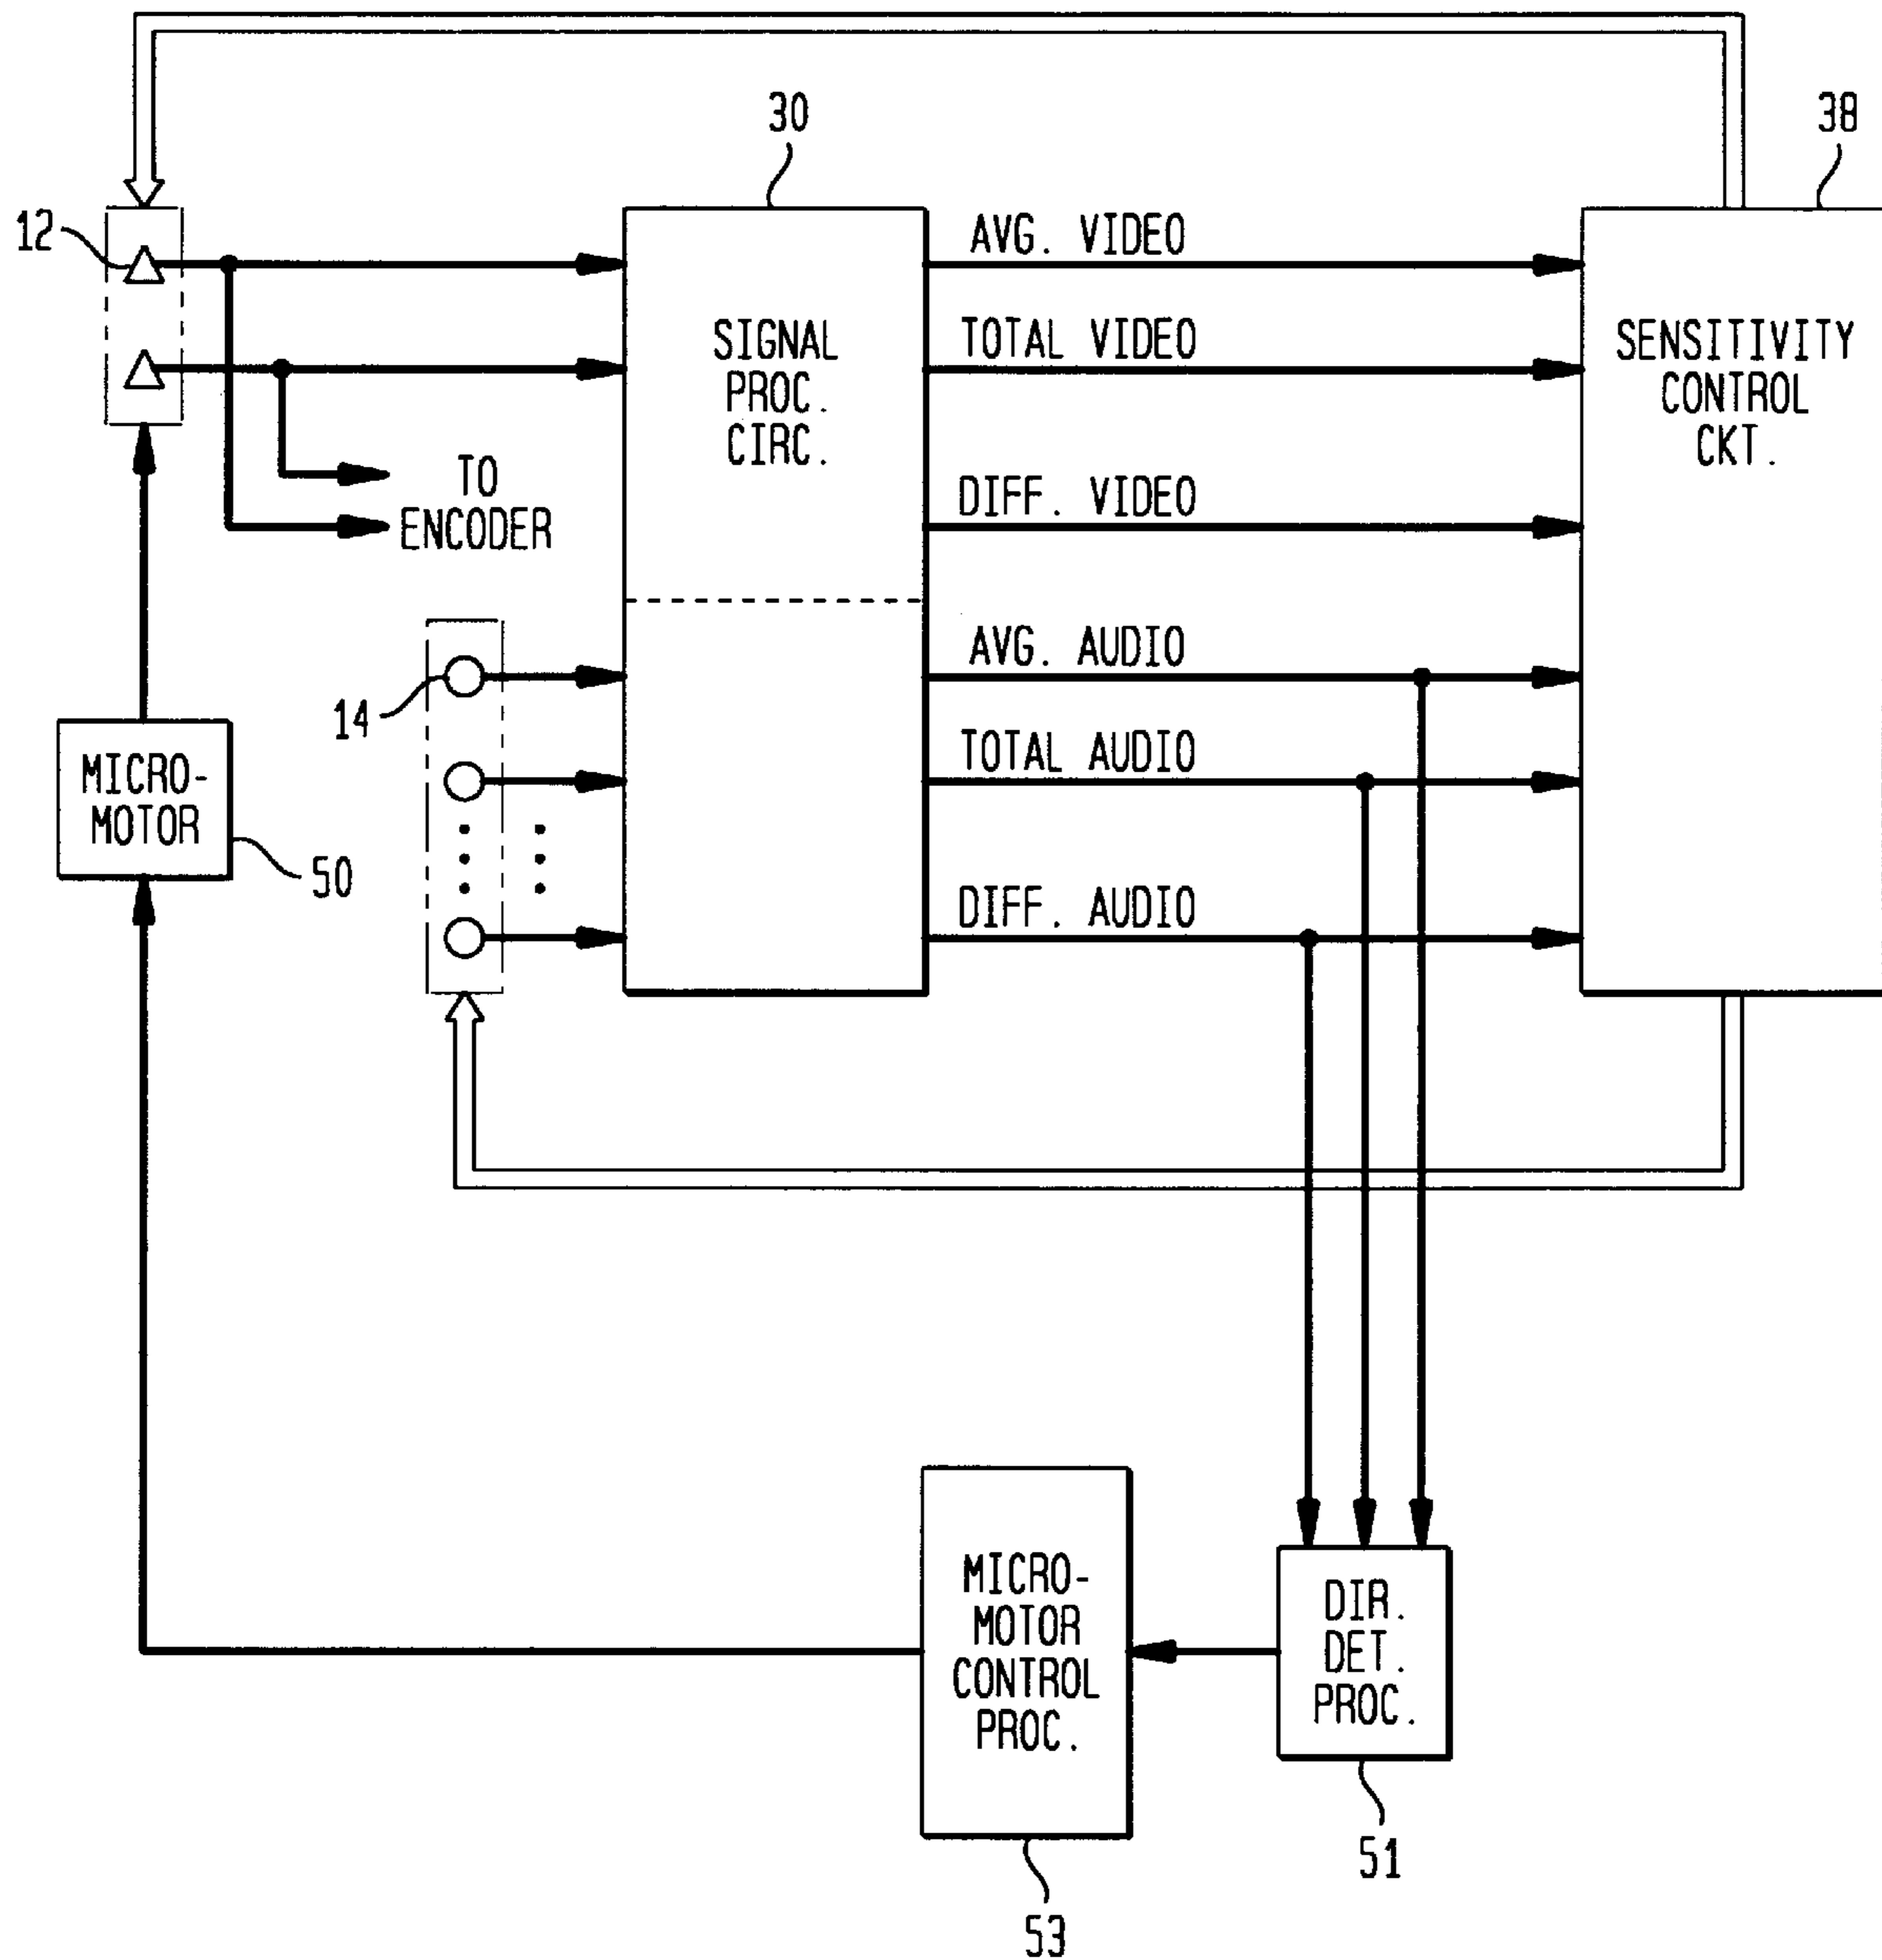 30
38
12
AVG. VIDEO
SIGNAL
PROC.
CIRC.
TOTAL VIDEO
SENSITIVITY
CONTROL
CKT.
TO
ENCODER
DIFF. VIDEO
AVG. AUDIO
14
TOTAL AUDIO
MICRO-
MOTOR
50
DIFF. AUDIO
MICRO-
MOTOR
CONTROL
PROC.
DIR.
DET.
PROC.
51
53